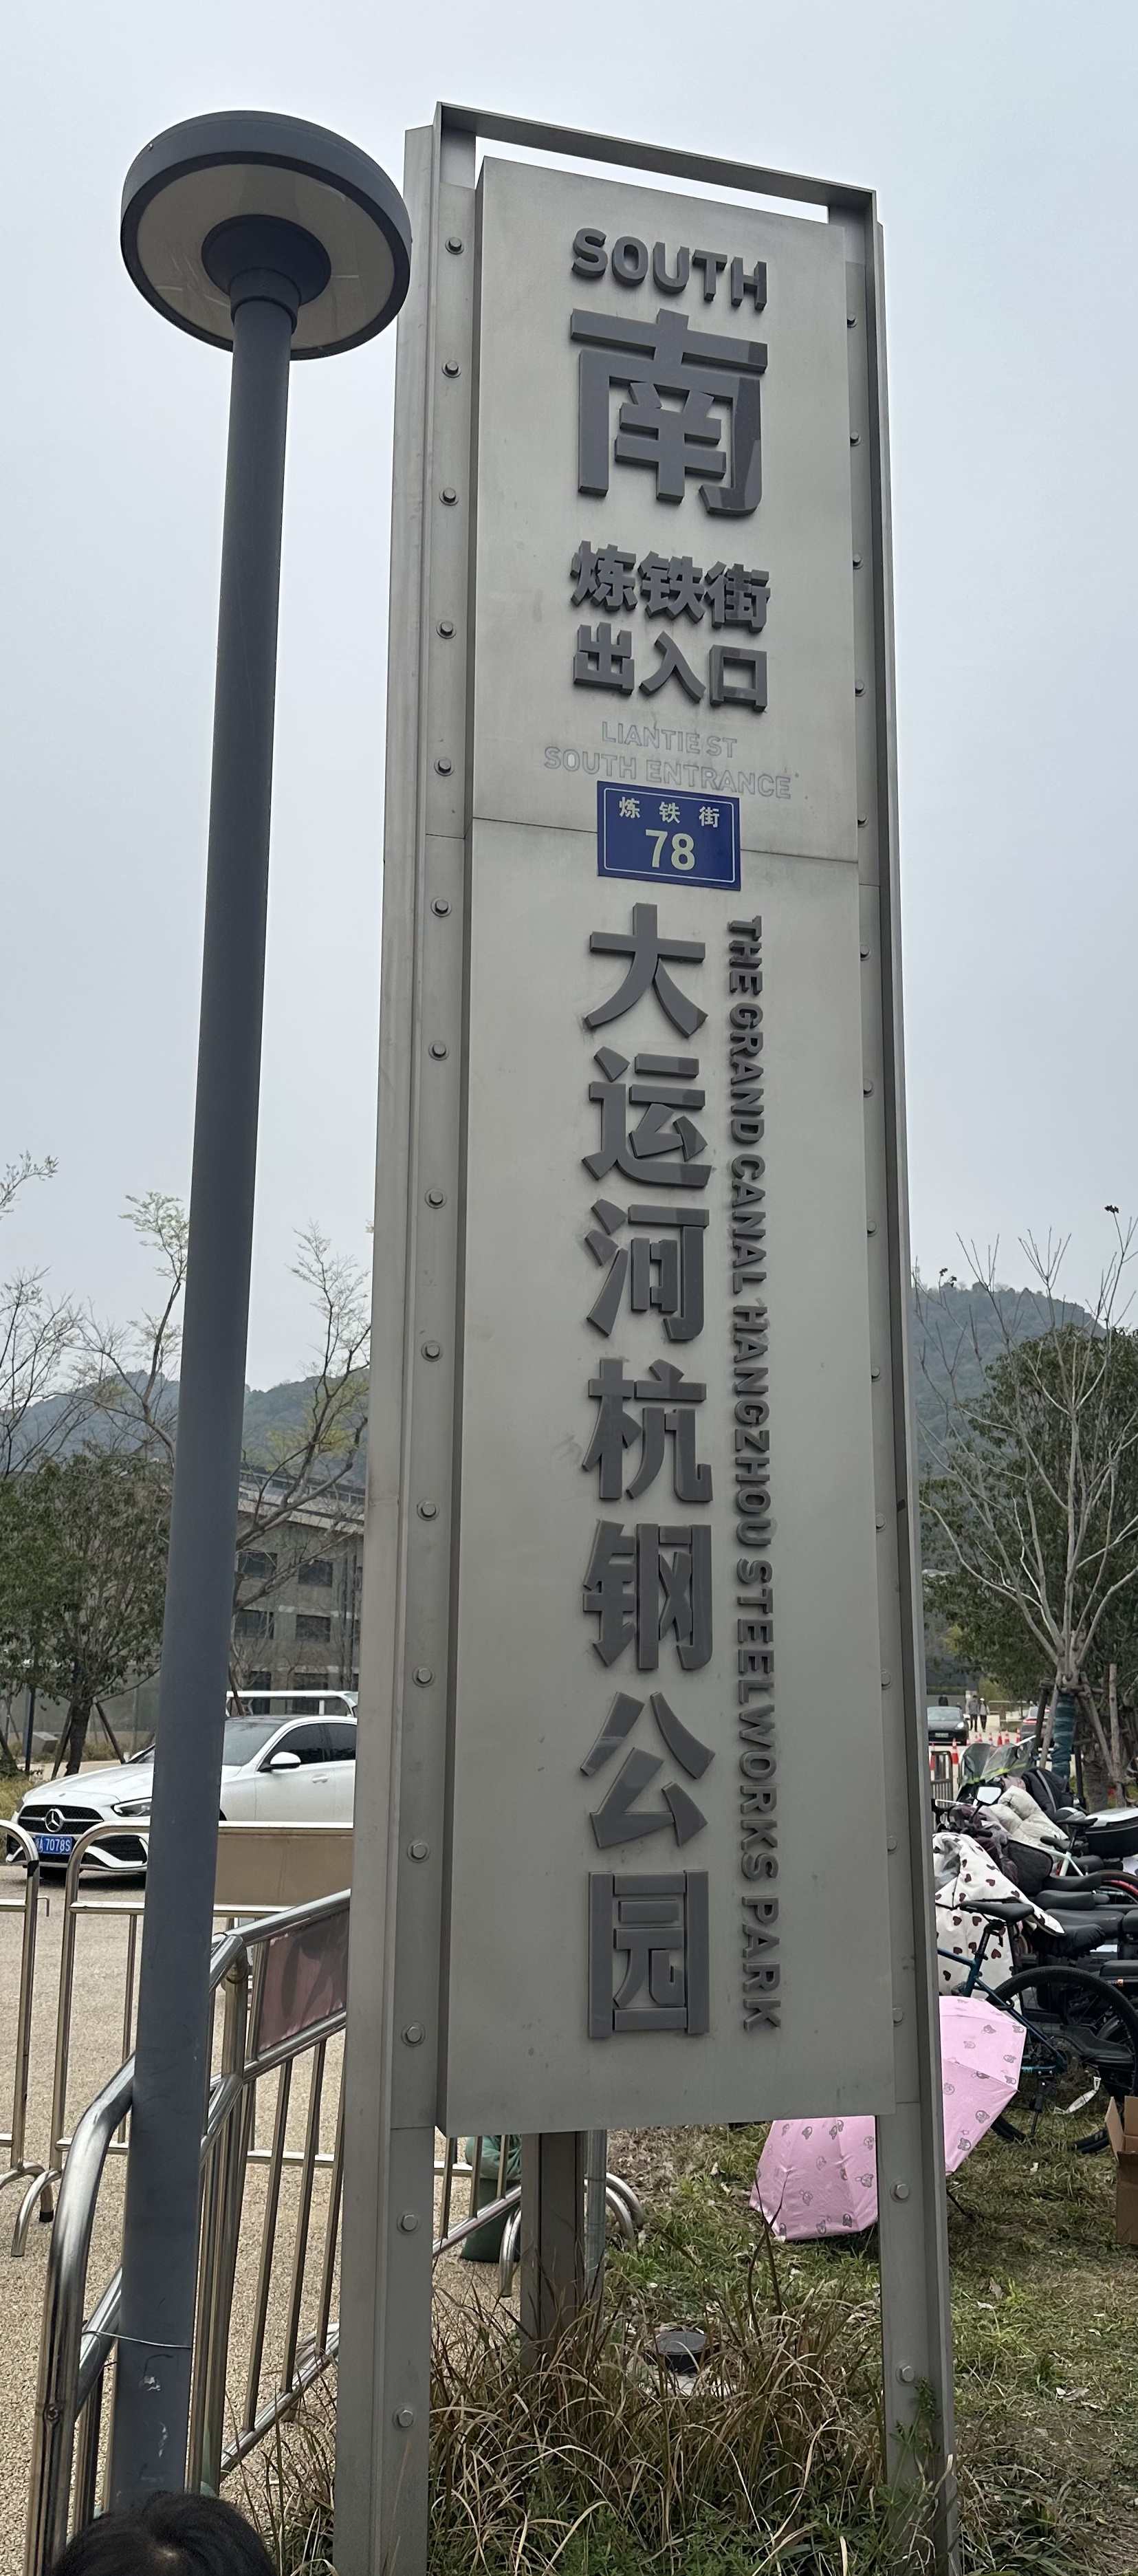 SOUTH
南
炼铁街
出入口
LIANTIE ST
SOUTH ENTRANCE
炼铁街
78
大运河杭钢公园
THE GRAND CANAL HANGZHOU STEELWORKS PARK
A 7078S